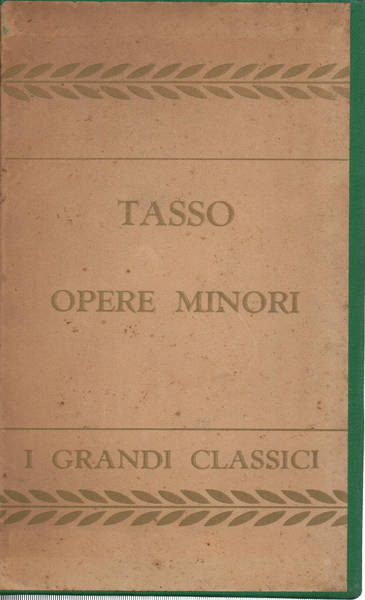 TASSO
OPERE MINORI
I GRANDI CLASSICI